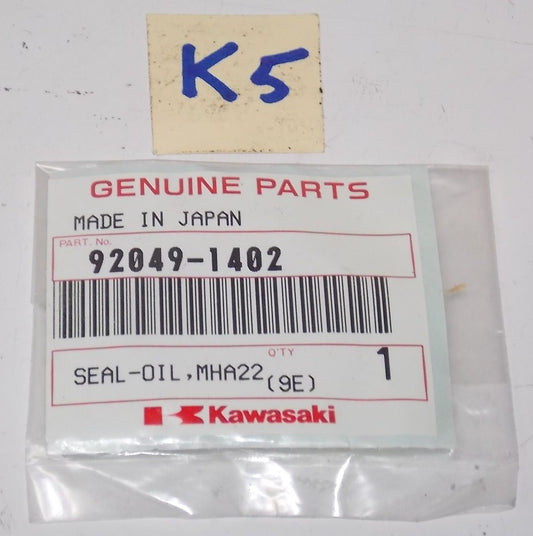 K5
GENUINE PARTS
MADE IN JAPAN
PART. No.
92049-1402
Q'TY
SEAL-OIL,MHA22 (9E) 1
Kawasaki